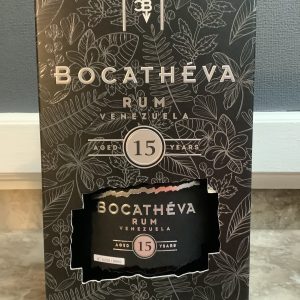 BOCATHÉVA
RUM
VENEZUELA
AGED 15 YEARS
BOCATHÉVA
RUM
VENEZUELA
AGED 15 YEARS